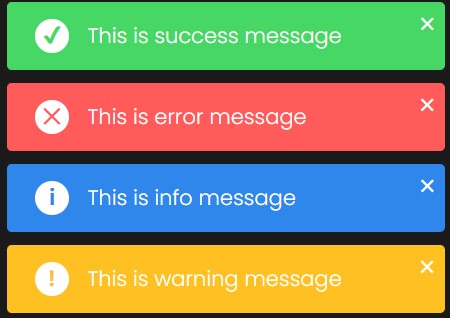 This is success message
This is error message
This is info message
This is warning message